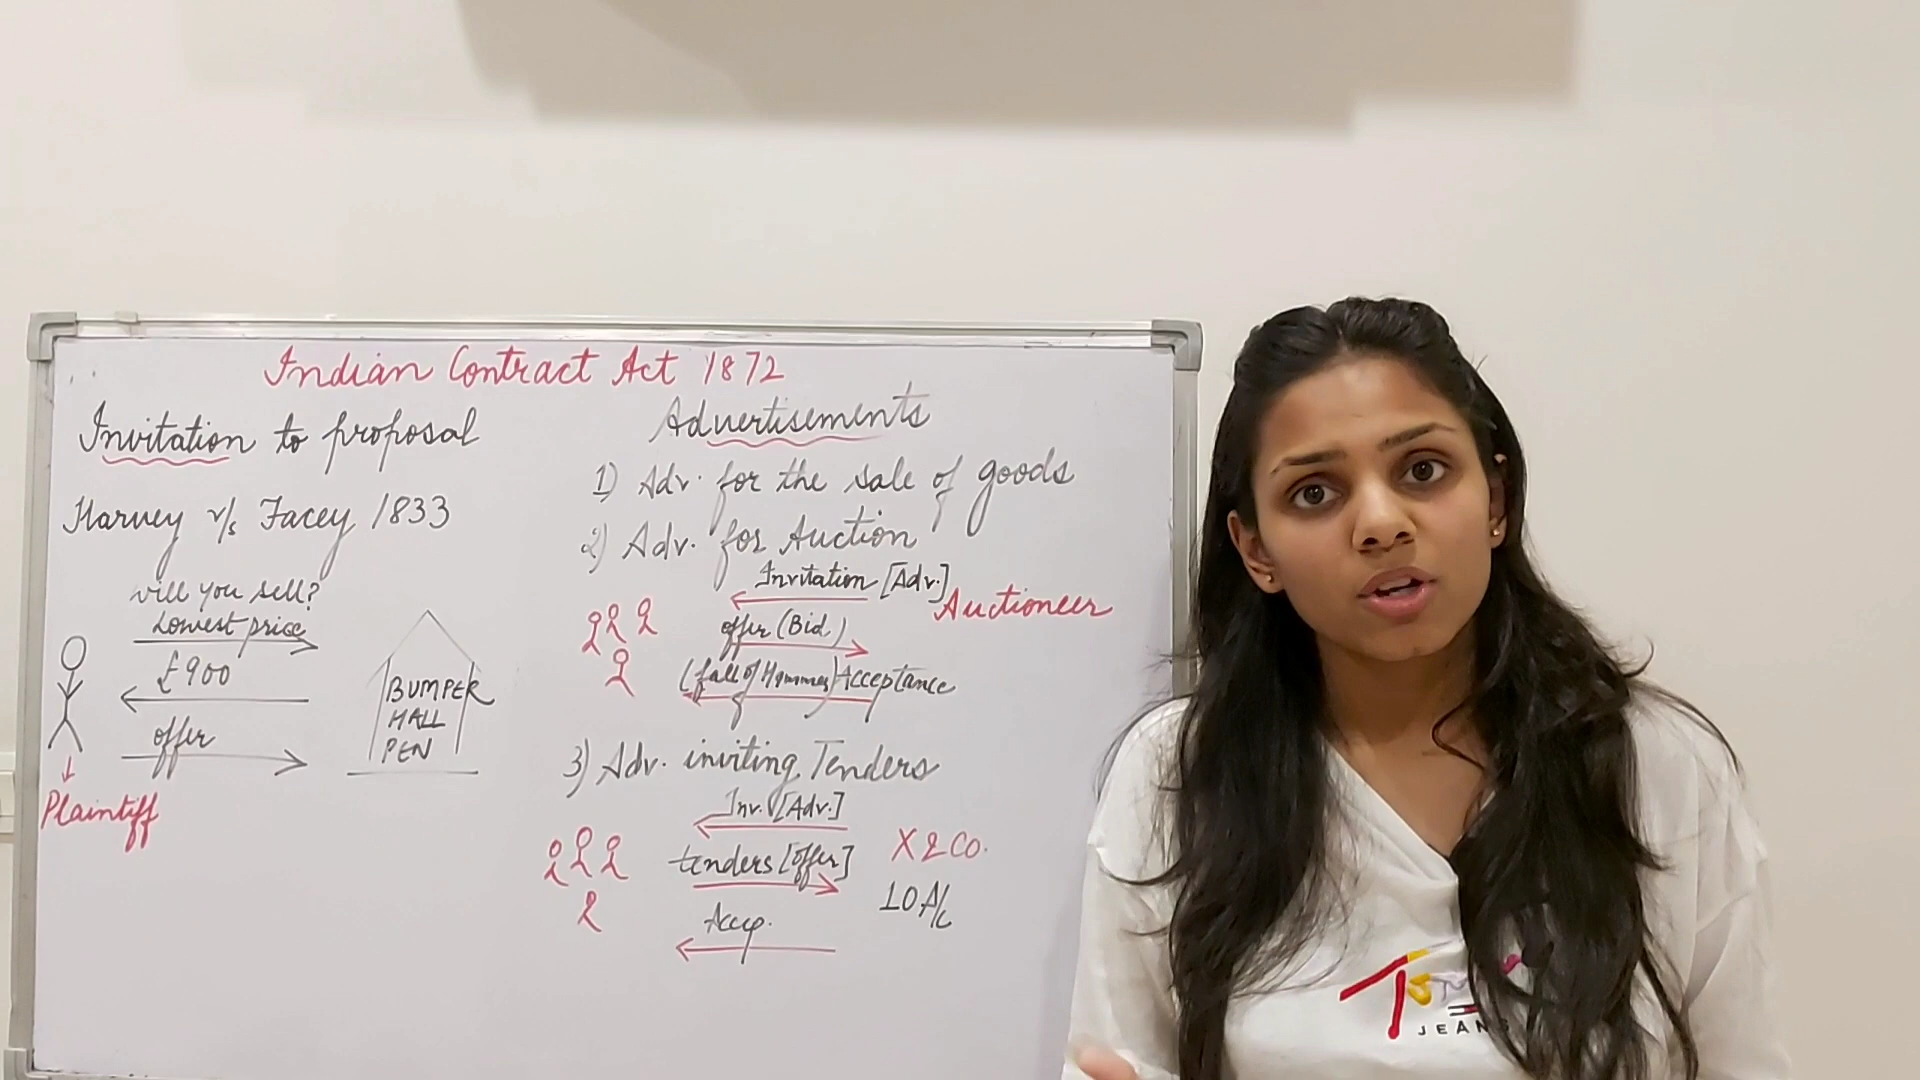 Indian Contract Act 1872
Invitation to proposal
Harvey v/s Facey 1833
will you sell?
Lowest price
£900
offer
Plaintiff
BUMPER
HALL
PEN
Advertisements
1) Adv. for the sale of goods
2) Adv. for Auction
Invitation [Adv.]
Auctioneer
offer (Bid)
(fall of Hammer) Acceptance
3) Adv. inviting Tenders
Inv. [Adv.]
tenders [offer]
X & Co.
Accp.
JEANS